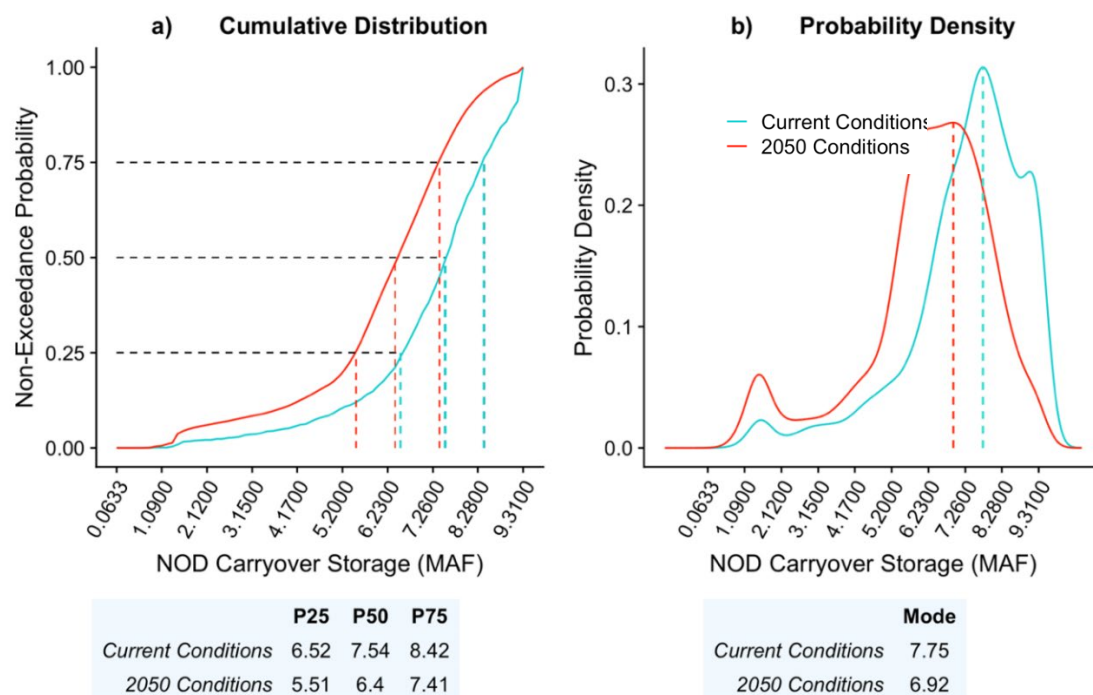 a) Cumulative Distribution
Non-Exceedance Probability
1.00
0.75
0.50
0.25
0.00
0.0633
1.0900
2.1200
3.1500
4.1700
5.2000
6.2300
7.2600
8.2800
9.3100
NOD Carryover Storage (MAF)
P25 P50 P75
Current Conditions 6.52 7.54 8.42
2050 Conditions 5.51 6.4 7.41
b) Probability Density
Probability Density
0.3
0.2
0.1
0.0
Current Conditions
2050 Conditions
0.0633
1.0900
2.1200
3.1500
4.1700
5.2000
6.2300
7.2600
8.2800
9.3100
NOD Carryover Storage (MAF)
Mode
Current Conditions 7.75
2050 Conditions 6.92